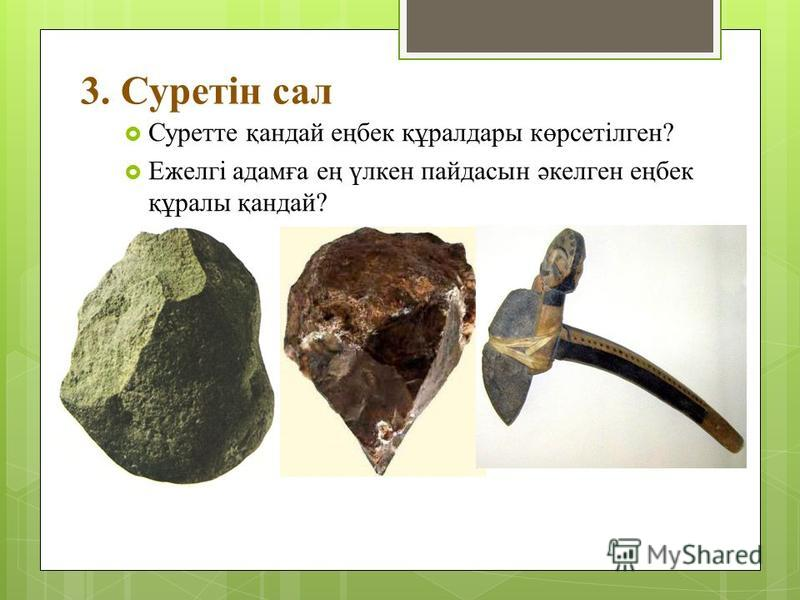 3. Суретін сал
Суретте қандай еңбек құралдары көрсетілген?
Ежелгі адамға ең үлкен пайдасын әкелген еңбек
құралы қандай?
MyShared